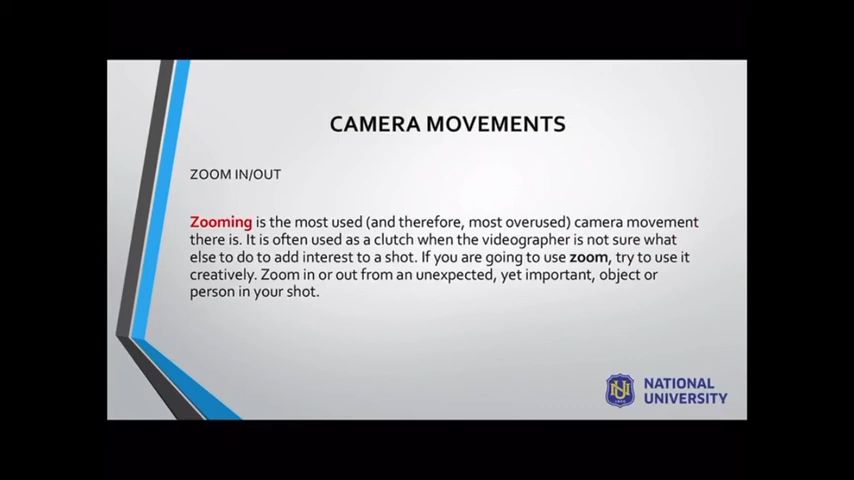 CAMERA MOVEMENTS
ZOOM IN/OUT
Zooming is the most used (and therefore, most overused) camera movement
there is. It is often used as a clutch when the videographer is not sure what
else to do to add interest to a shot. If you are going to use zoom, try to use it
creatively. Zoom in or out from an unexpected, yet important, object or
person in your shot.
NATIONAL
UNIVERSITY